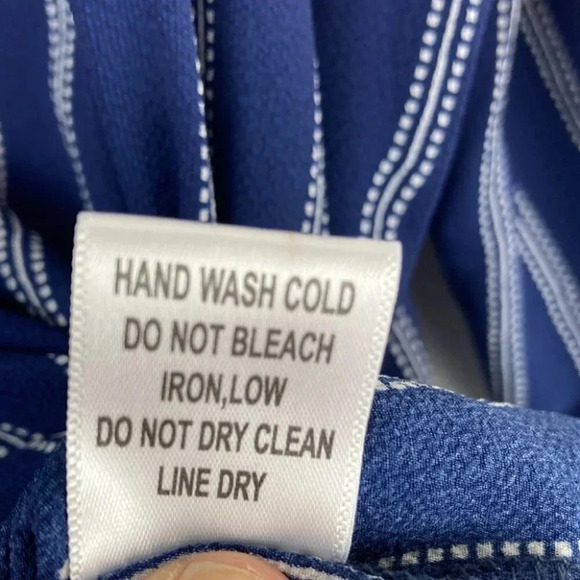 HAND WASH COLD
DO NOT BLEACH
IRON,LOW
DO NOT DRY CLEAN
LINE DRY